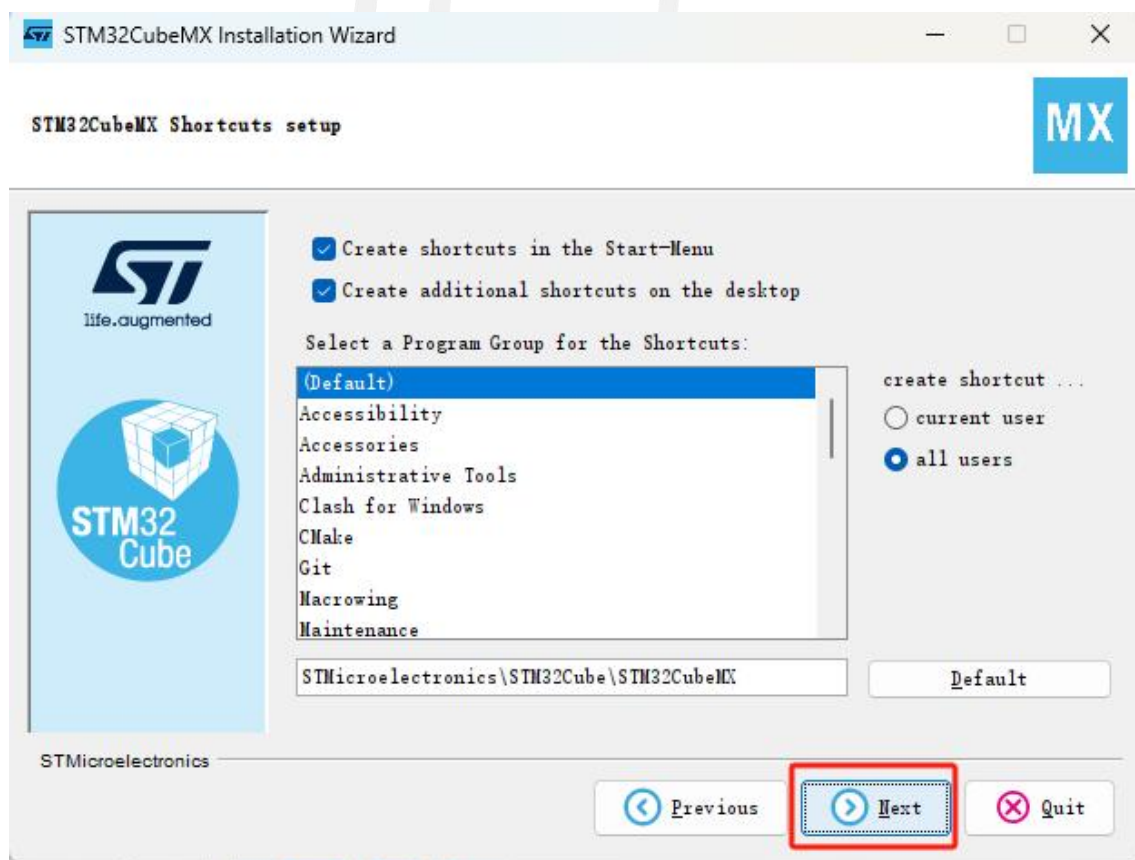 STM32CubeMX Installation Wizard
STM32CubeMX Shortcuts setup
MX
life.augmented
STM32
Cube
Create shortcuts in the Start-Menu
Create additional shortcuts on the desktop
Select a Program Group for the Shortcuts:
(Default)
Accessibility
Accessories
Administrative Tools
Clash for Windows
CMake
Git
Macrowing
Maintenance
create shortcut ...
current user
all users
STMicroelectronics\STM32Cube\STM32CubeMX
Default
STMicroelectronics
Previous
Next
Quit